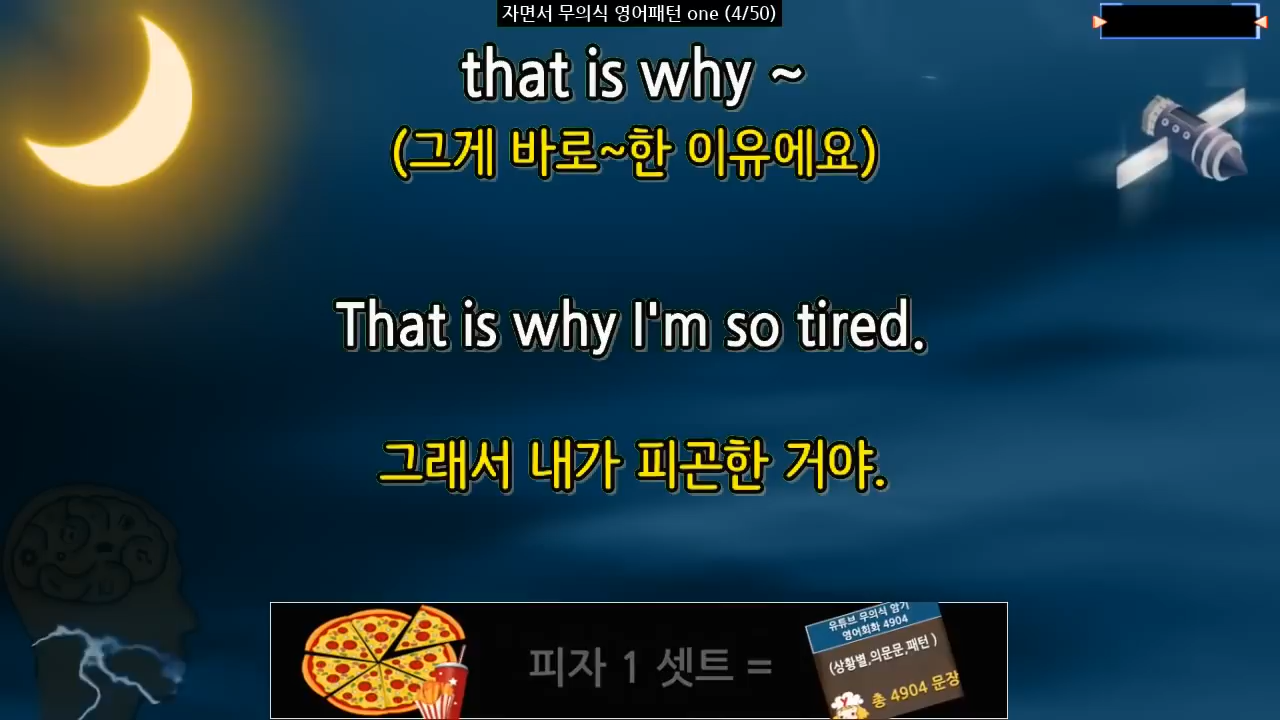 자면서 무의식 영어패턴 one (4/50)
that is why ~
(그게 바로~한 이유에요)
That is why I'm so tired.
그래서 내가 피곤한 거야.
피자 1 셋트 =
유튜브 무의식 암기
영어회화 4904
(상황별,의문문,패턴 )
총 4904 문장